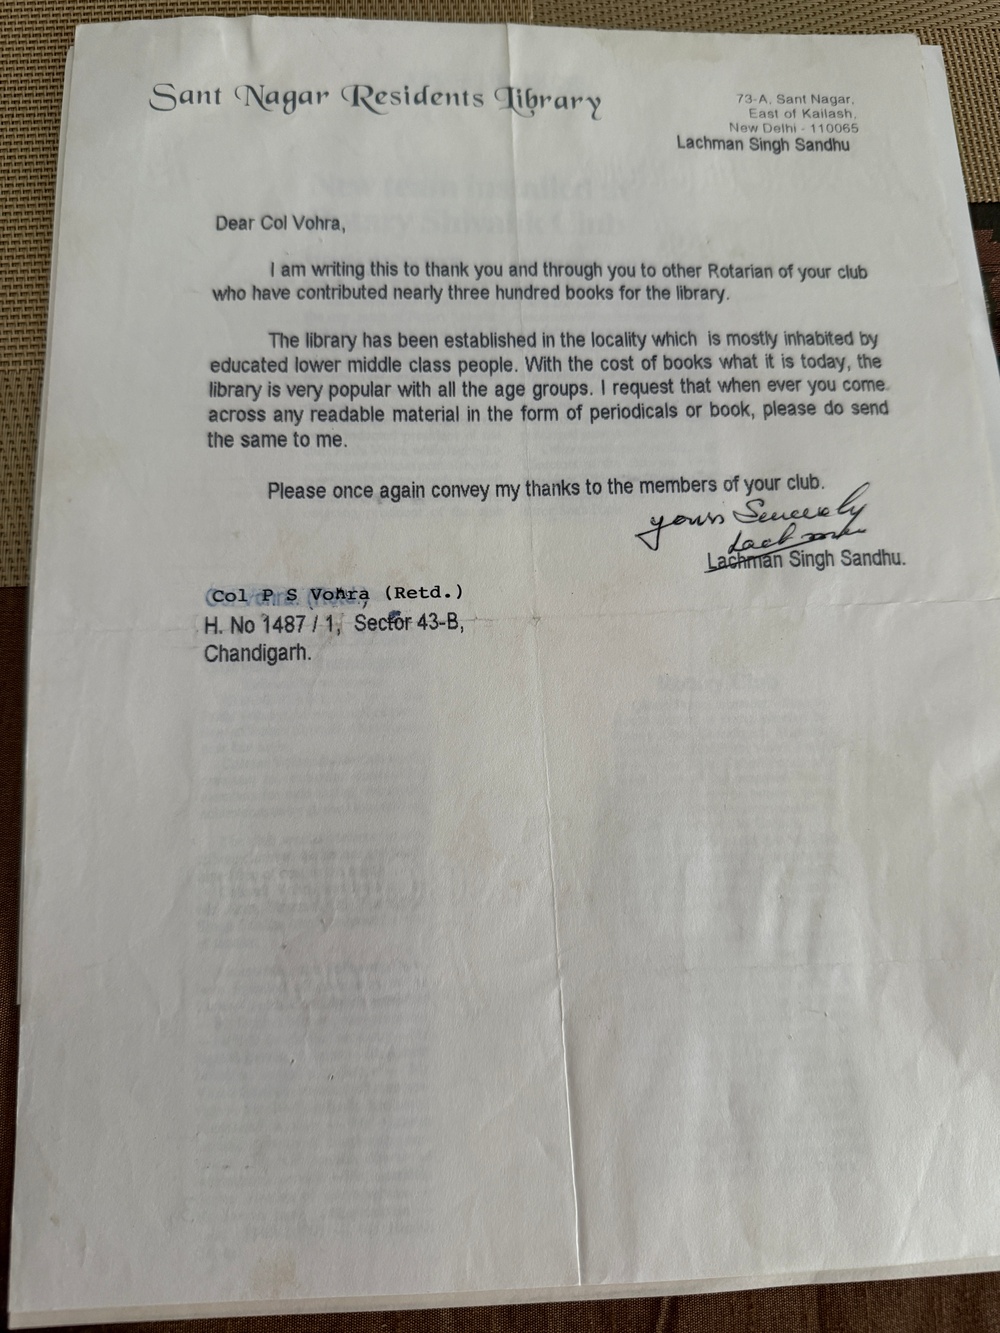 Sant Nagar Residents Library
73-A, Sant Nagar,
East of Kailash,
New Delhi - 110065
Lachman Singh Sandhu
Dear Col Vohra,
I am writing this to thank you and through you to other Rotarian of your club
who have contributed nearly three hundred books for the library.
The library has been established in the locality which is mostly inhabited by
educated lower middle class people. With the cost of books what it is today, the
library is very popular with all the age groups. I request that when ever you come
across any readable material in the form of periodicals or book, please do send
the same to me.
Please once again convey my thanks to the members of your club.
yours Sincerely
Lachman Singh Sandhu.
Col P S Vohra (Retd.)
H. No 1487 / 1, Sector 43-B,
Chandigarh.